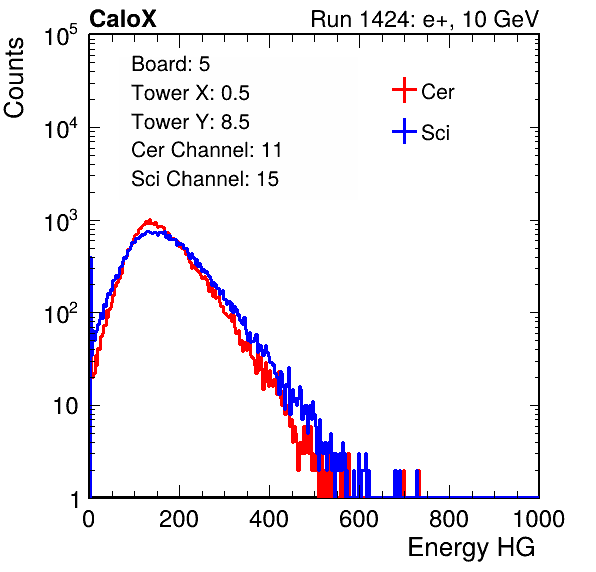 CaloX Run 1424: e+, 10 GeV
Counts
10^5
10^4
10^3
10^2
10
1
Board: 5
Tower X: 0.5
Tower Y: 8.5
Cer Channel: 11
Sci Channel: 15
Cer
Sci
0 200 400 600 800 1000
Energy HG